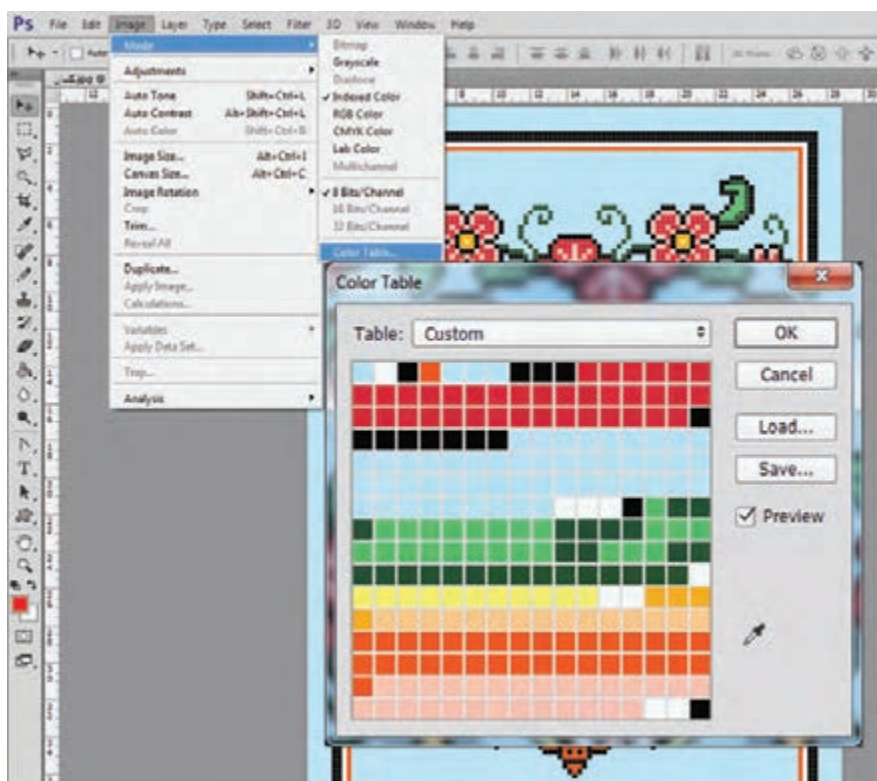 Ps File Edit Image Layer Type Select Filter 3D View Window Help
Mode
Adjustments
Auto Tone Shift+Ctrl+L
Auto Contrast Alt+Shift+Ctrl+L
Auto Color Shift+Ctrl+B
Image Size... Alt+Ctrl+I
Canvas Size... Alt+Ctrl+C
Image Rotation
Crop
Trim...
Reveal All
Duplicate...
Apply Image...
Calculations...
Variables
Apply Data Set...
Trap...
Analysis
Bitmap
Grayscale
Duotone
Indexed Color
RGB Color
CMYK Color
Lab Color
Multichannel
8 Bits/Channel
16 Bits/Channel
32 Bits/Channel
Color Table...
Color Table
Table: Custom
OK
Cancel
Load...
Save...
Preview